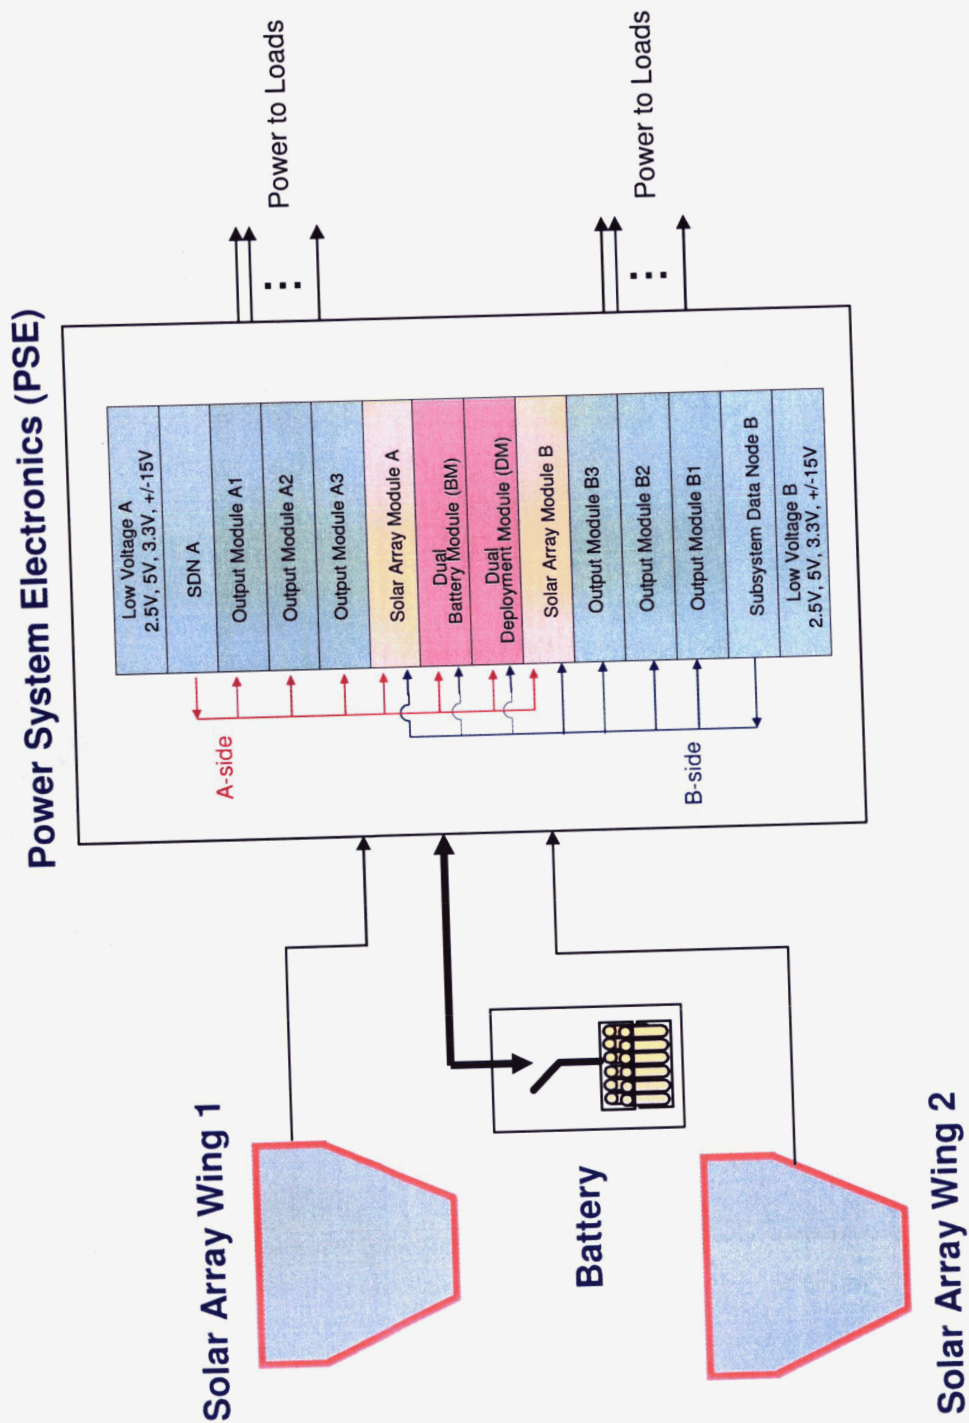 Power System Electronics (PSE)
Low Voltage A
2.5V, 5V, 3.3V, +/-15V
SDN A
Output Module A1
Output Module A2
Output Module A3
Solar Array Module A
Dual
Battery Module (BM)
Dual
Deployment Module (DM)
Solar Array Module B
Output Module B3
Output Module B2
Output Module B1
Subsystem Data Node B
Low Voltage B
2.5V, 5V, 3.3V, +/-15V
A-side
B-side
Power to Loads
...
Power to Loads
...
Solar Array Wing 1
Battery
Solar Array Wing 2